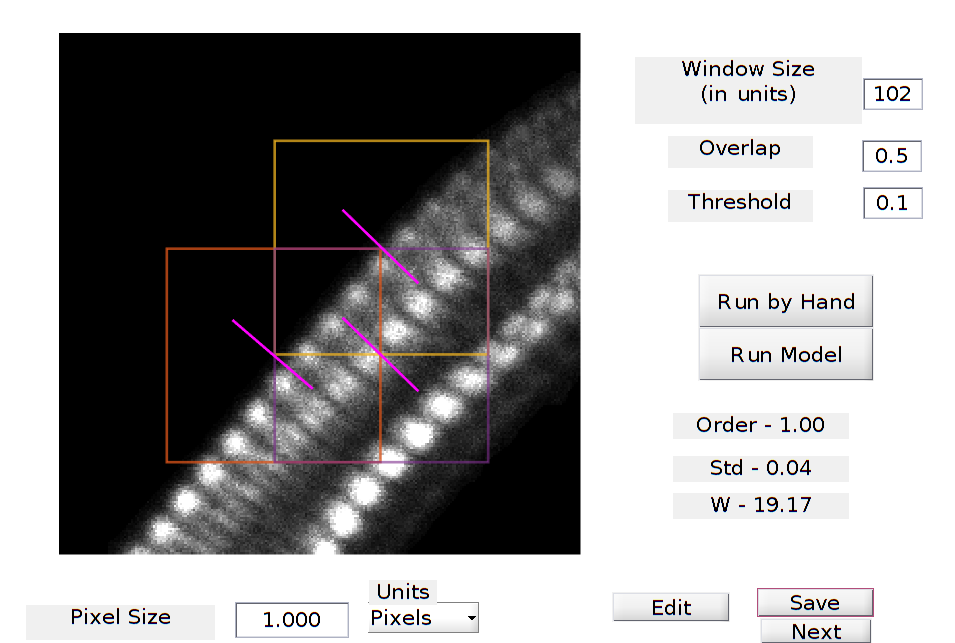 Window Size
(in units)
102
Overlap
0.5
Threshold
0.1
Run by Hand
Run Model
Order - 1.00
Std - 0.04
W - 19.17
Units
Pixel Size
1.000
Pixels
Edit
Save
Next